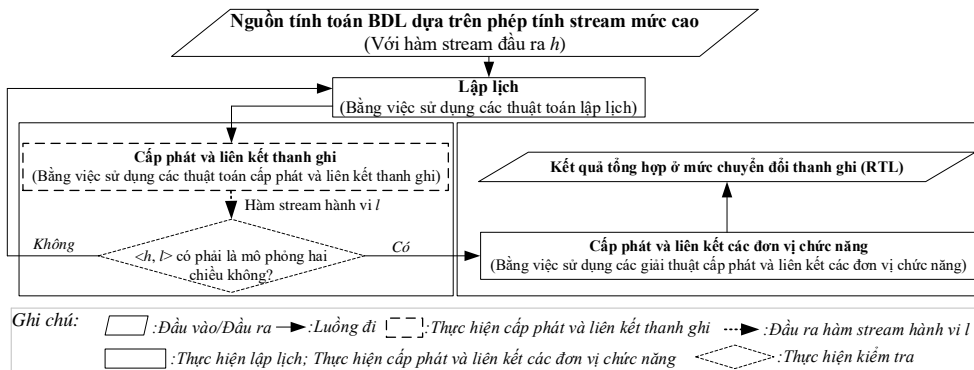 Nguồn tính toán BDL dựa trên phép tính stream mức cao
(Với hàm stream đầu ra h)
Lập lịch
(Bằng việc sử dụng các thuật toán lập lịch)
Cấp phát và liên kết thanh ghi
(Bằng việc sử dụng các thuật toán cấp phát và liên kết thanh ghi)
Hàm stream hành vi l
Không
<h, l> có phải là mô phỏng hai
chiều không?
Có
Kết quả tổng hợp ở mức chuyển đổi thanh ghi (RTL)
Cấp phát và liên kết các đơn vị chức năng
(Bằng việc sử dụng các giải thuật cấp phát và liên kết các đơn vị chức năng)
Ghi chú: :Đầu vào/Đầu ra :Luồng đi :Thực hiện cấp phát và liên kết thanh ghi :Đầu ra hàm stream hành vi l
:Thực hiện lập lịch; Thực hiện cấp phát và liên kết các đơn vị chức năng :Thực hiện kiểm tra